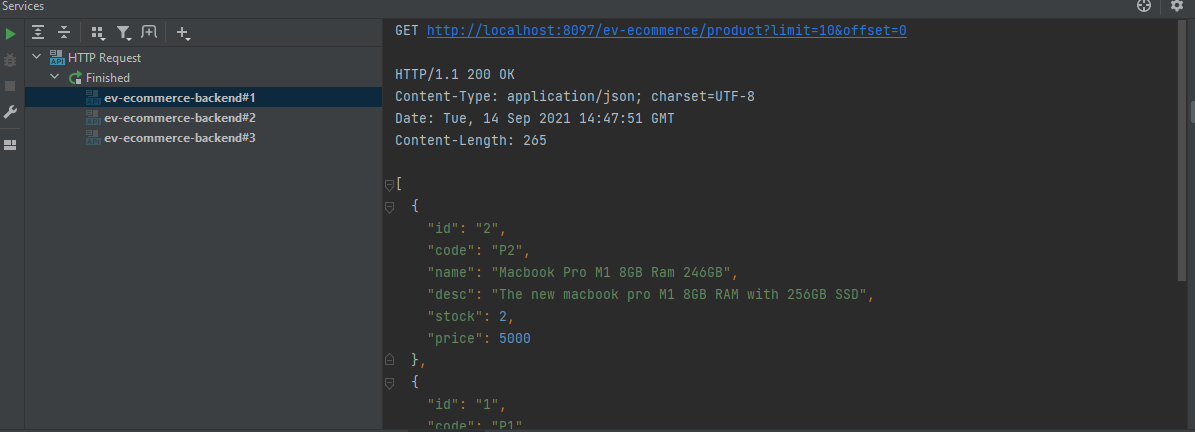 Services
HTTP Request
Finished
ev-ecommerce-backend#1
ev-ecommerce-backend#2
ev-ecommerce-backend#3
GET http://localhost:8097/ev-ecommerce/product?limit=10&offset=0
HTTP/1.1 200 OK
Content-Type: application/json; charset=UTF-8
Date: Tue, 14 Sep 2021 14:47:51 GMT
Content-Length: 265
[
{
"id": "2",
"code": "P2",
"name": "Macbook Pro M1 8GB Ram 246GB",
"desc": "The new macbook pro M1 8GB RAM with 256GB SSD",
"stock": 2,
"price": 5000
},
{
"id": "1",
"code": "P1"